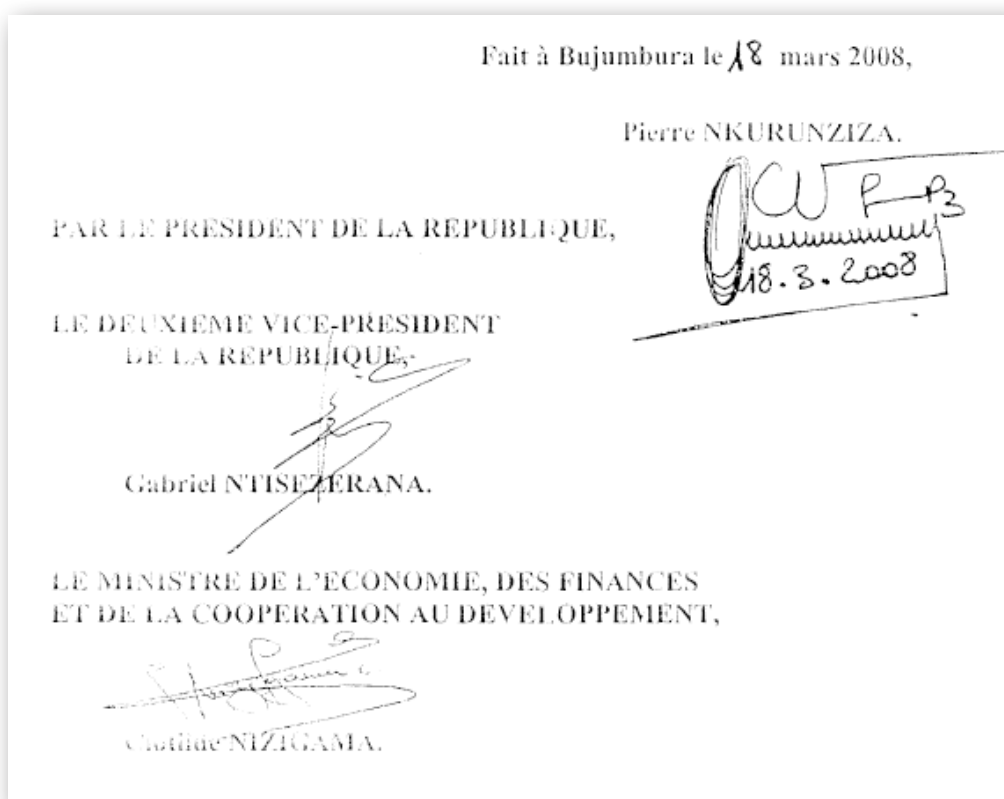 Fait à Bujumbura le 18 mars 2008,
Pierre NKURUNZIZA.
18.3.2008
PAR LE PRESIDENT DE LA REPUBLIQUE,
LE DEUXIEME VICE-PRESIDENT
DE LA REPUBLIQUE,
Gabriel NTISEZERANA.
LE MINISTRE DE L'ECONOMIE, DES FINANCES
ET DE LA COOPERATION AU DEVELOPPEMENT,
Clotilde NIZIGAMA.